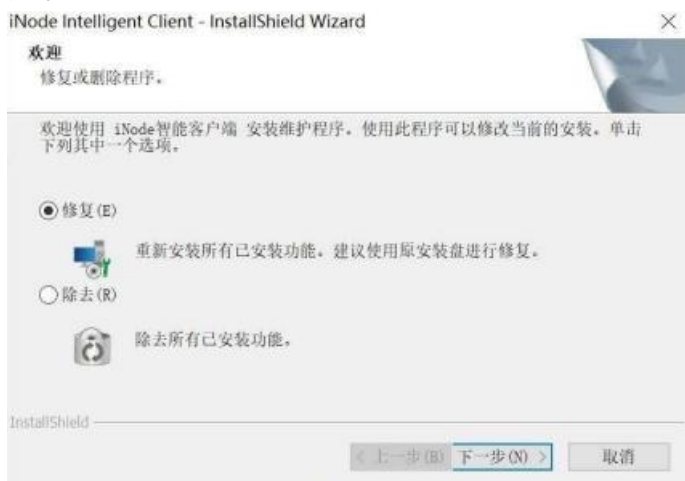 iNode Intelligent Client - InstallShield Wizard
欢迎
修复或删除程序。
欢迎使用 iNode智能客户端 安装维护程序。使用此程序可以修改当前的安装。单击
下列其中一个选项。
修复(E)
重新安装所有已安装功能。建议使用原安装盘进行修复。
除去(R)
除去所有已安装功能。
InstallShield
< 上一步(B) 下一步(N) > 取消